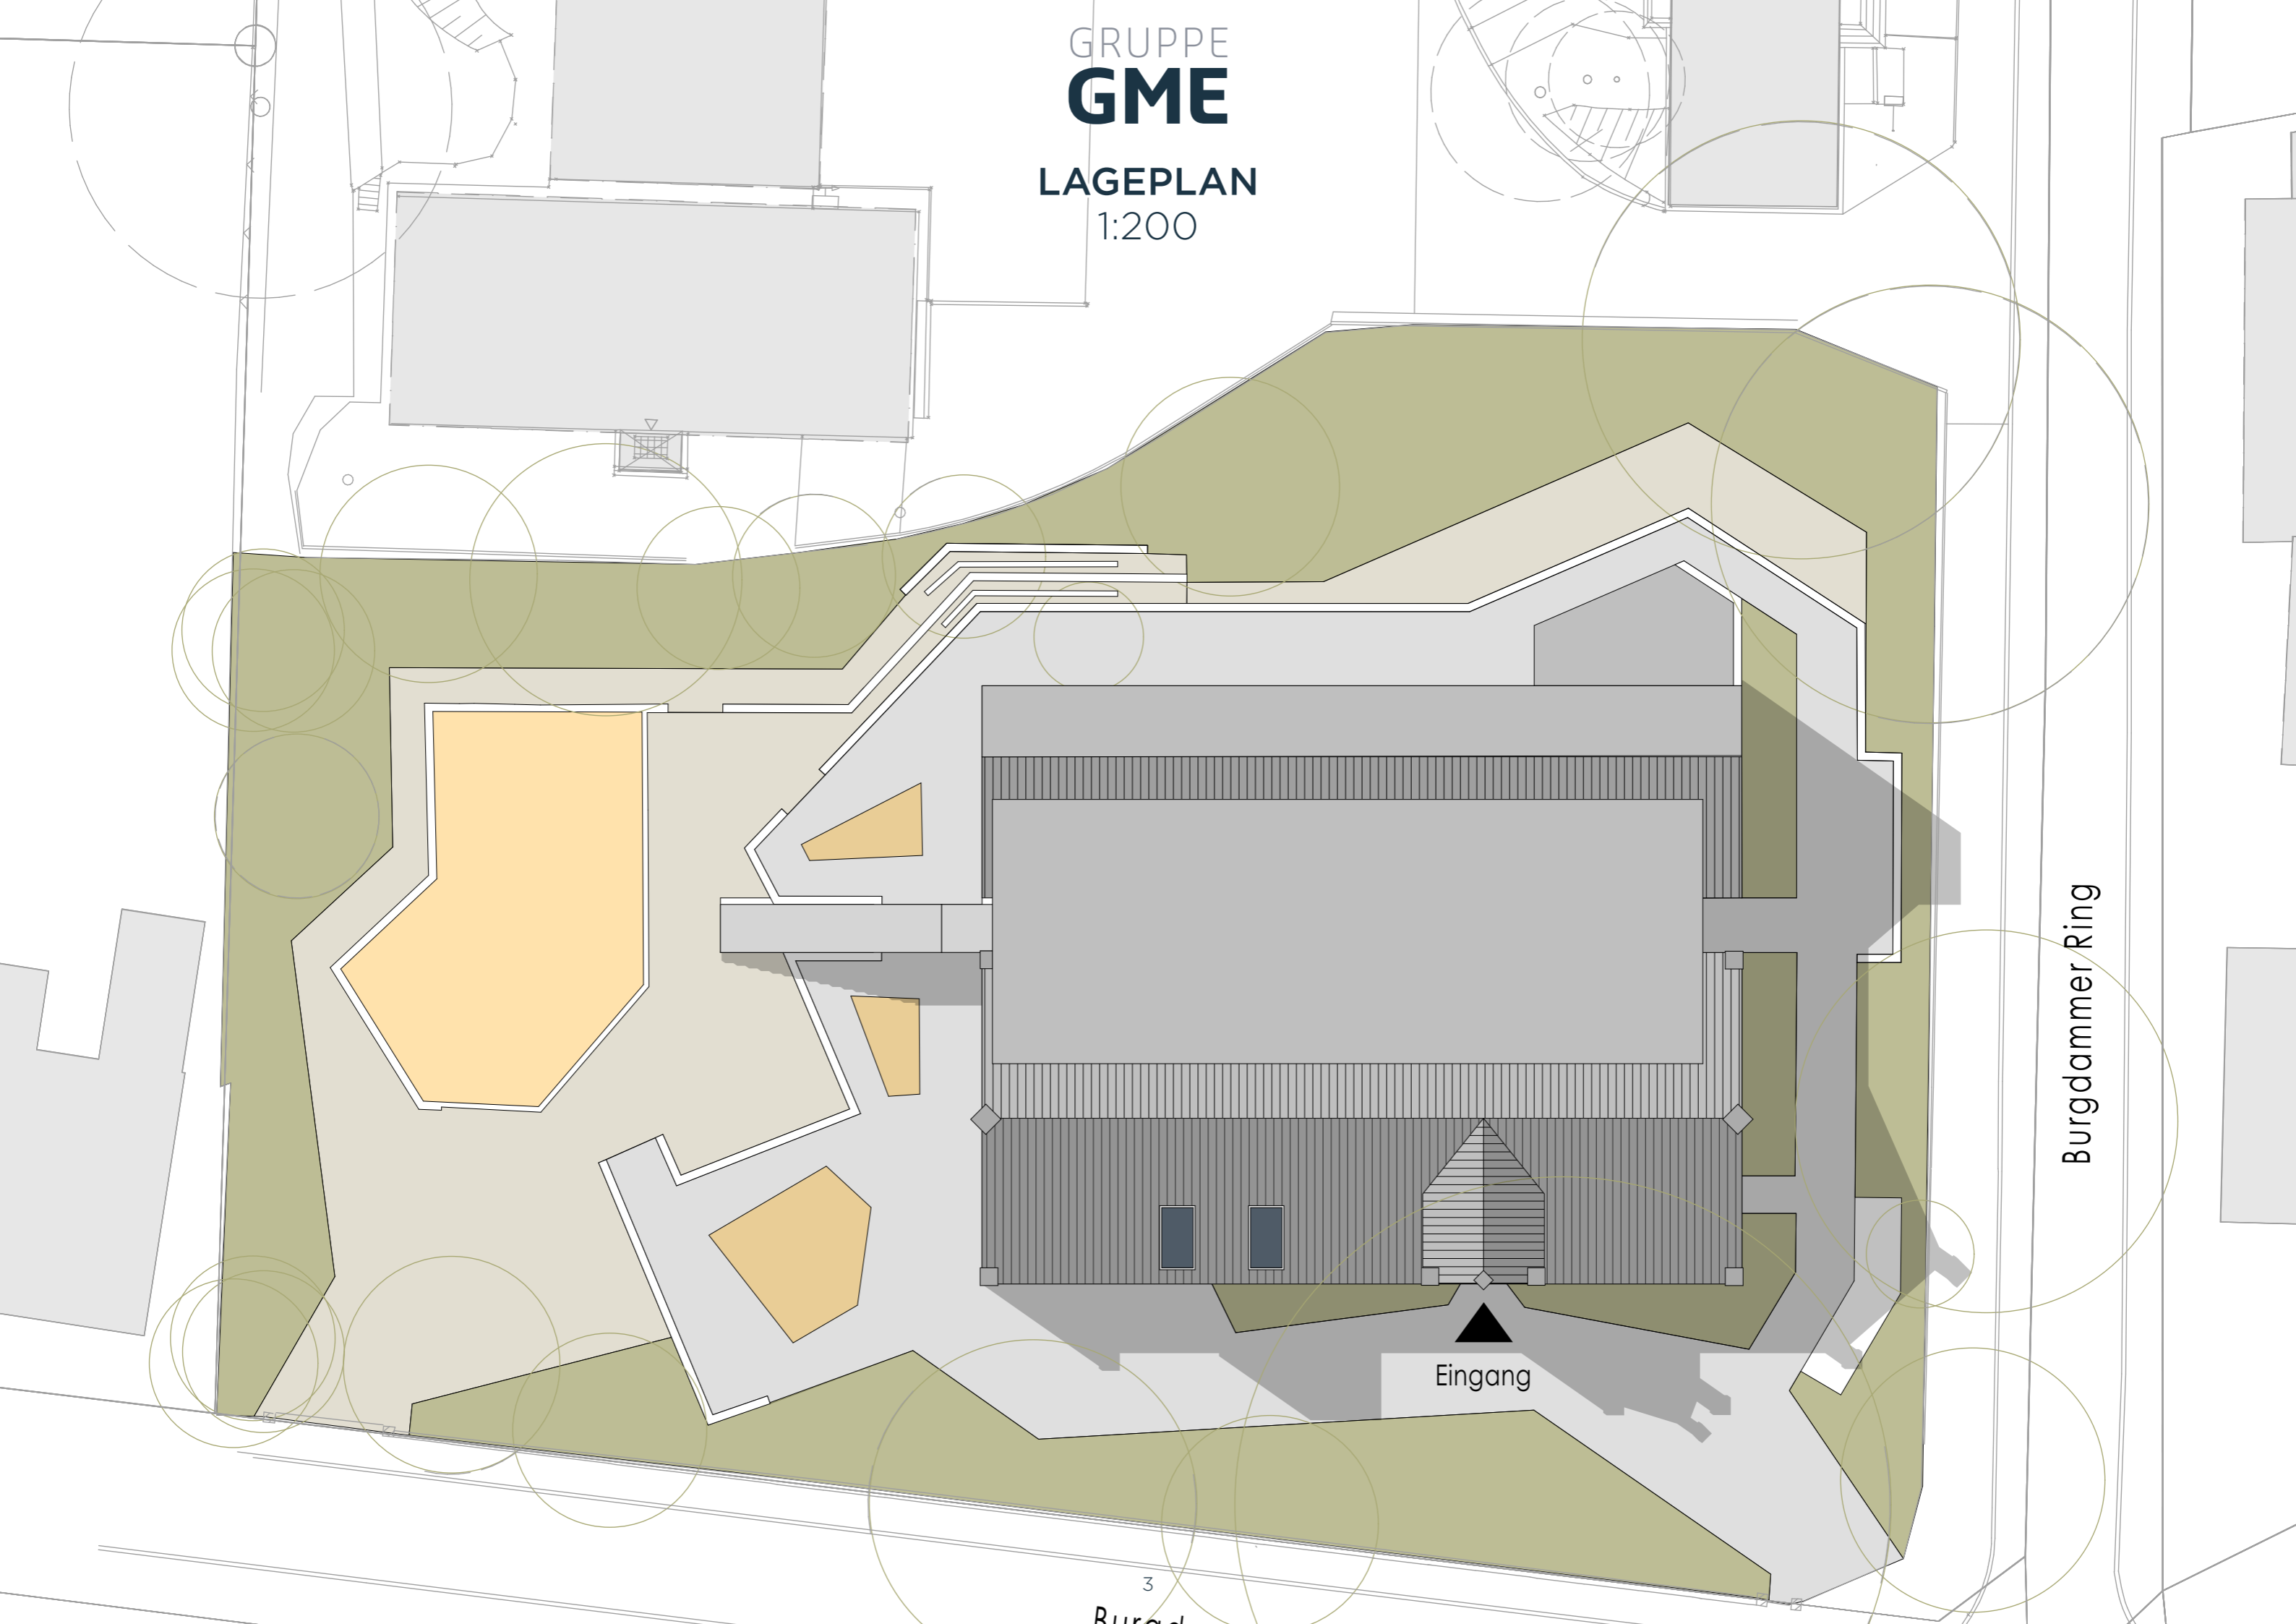 GRUPPE
GME
LAGEPLAN
1:200
Burgdammer Ring
Eingang
3